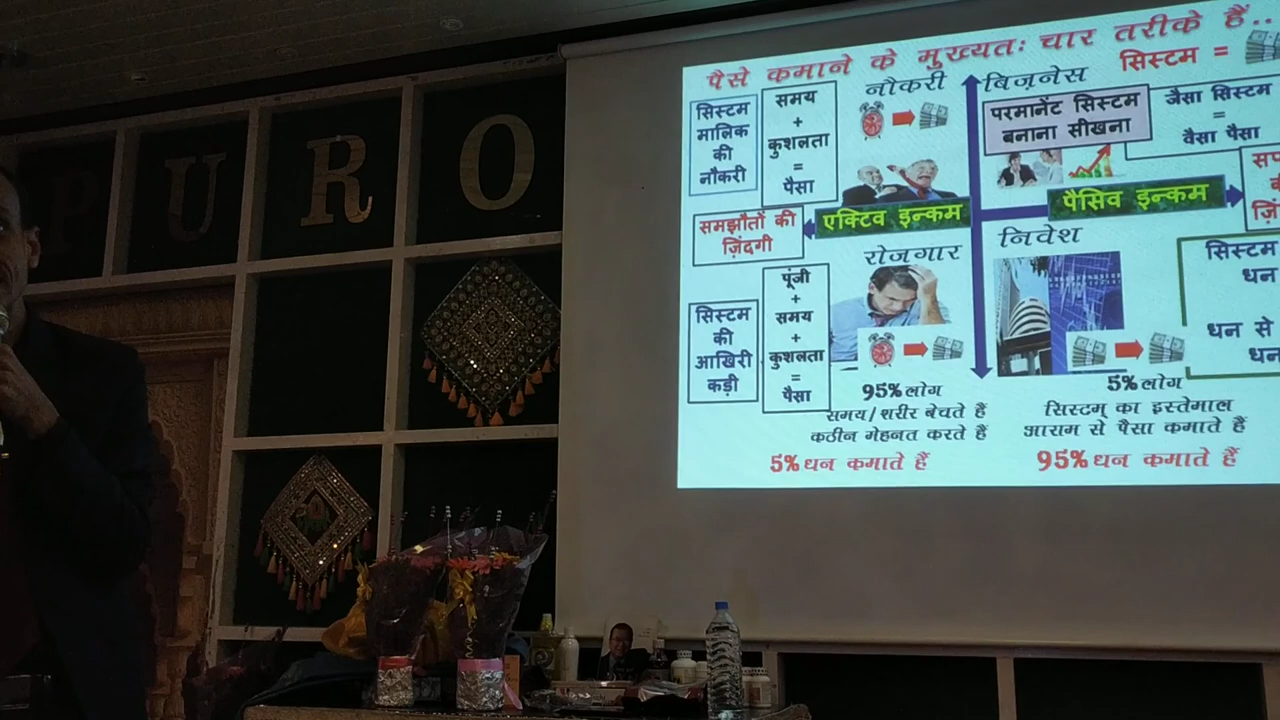 PURO
पैसे कमाने के मुख्यतः चार तरीके हैं..
सिस्टम =
नौकरी
बिज़नेस
सिस्टम
मालिक
की
नौकरी
समय
+
कुशलता
=
पैसा
परमानेंट सिस्टम
बनाना सीखना
जैसा सिस्टम
=
वैसा पैसा
समझौतों की
ज़िंदगी
एक्टिव इन्कम
पैसिव इन्कम
रोजगार
निवेश
सिस्टम
की
आखिरी
कड़ी
पूंजी
+
समय
+
कुशलता
=
पैसा
सिस्टम
धन
धन से
95% लोग
समय/शरीर बेचते हैं
कठीन मेहनत करते हैं
5% धन कमाते हैं
5% लोग
सिस्टम् का इस्तेमाल
आराम से पैसा कमाते हैं
95% धन कमाते हैं